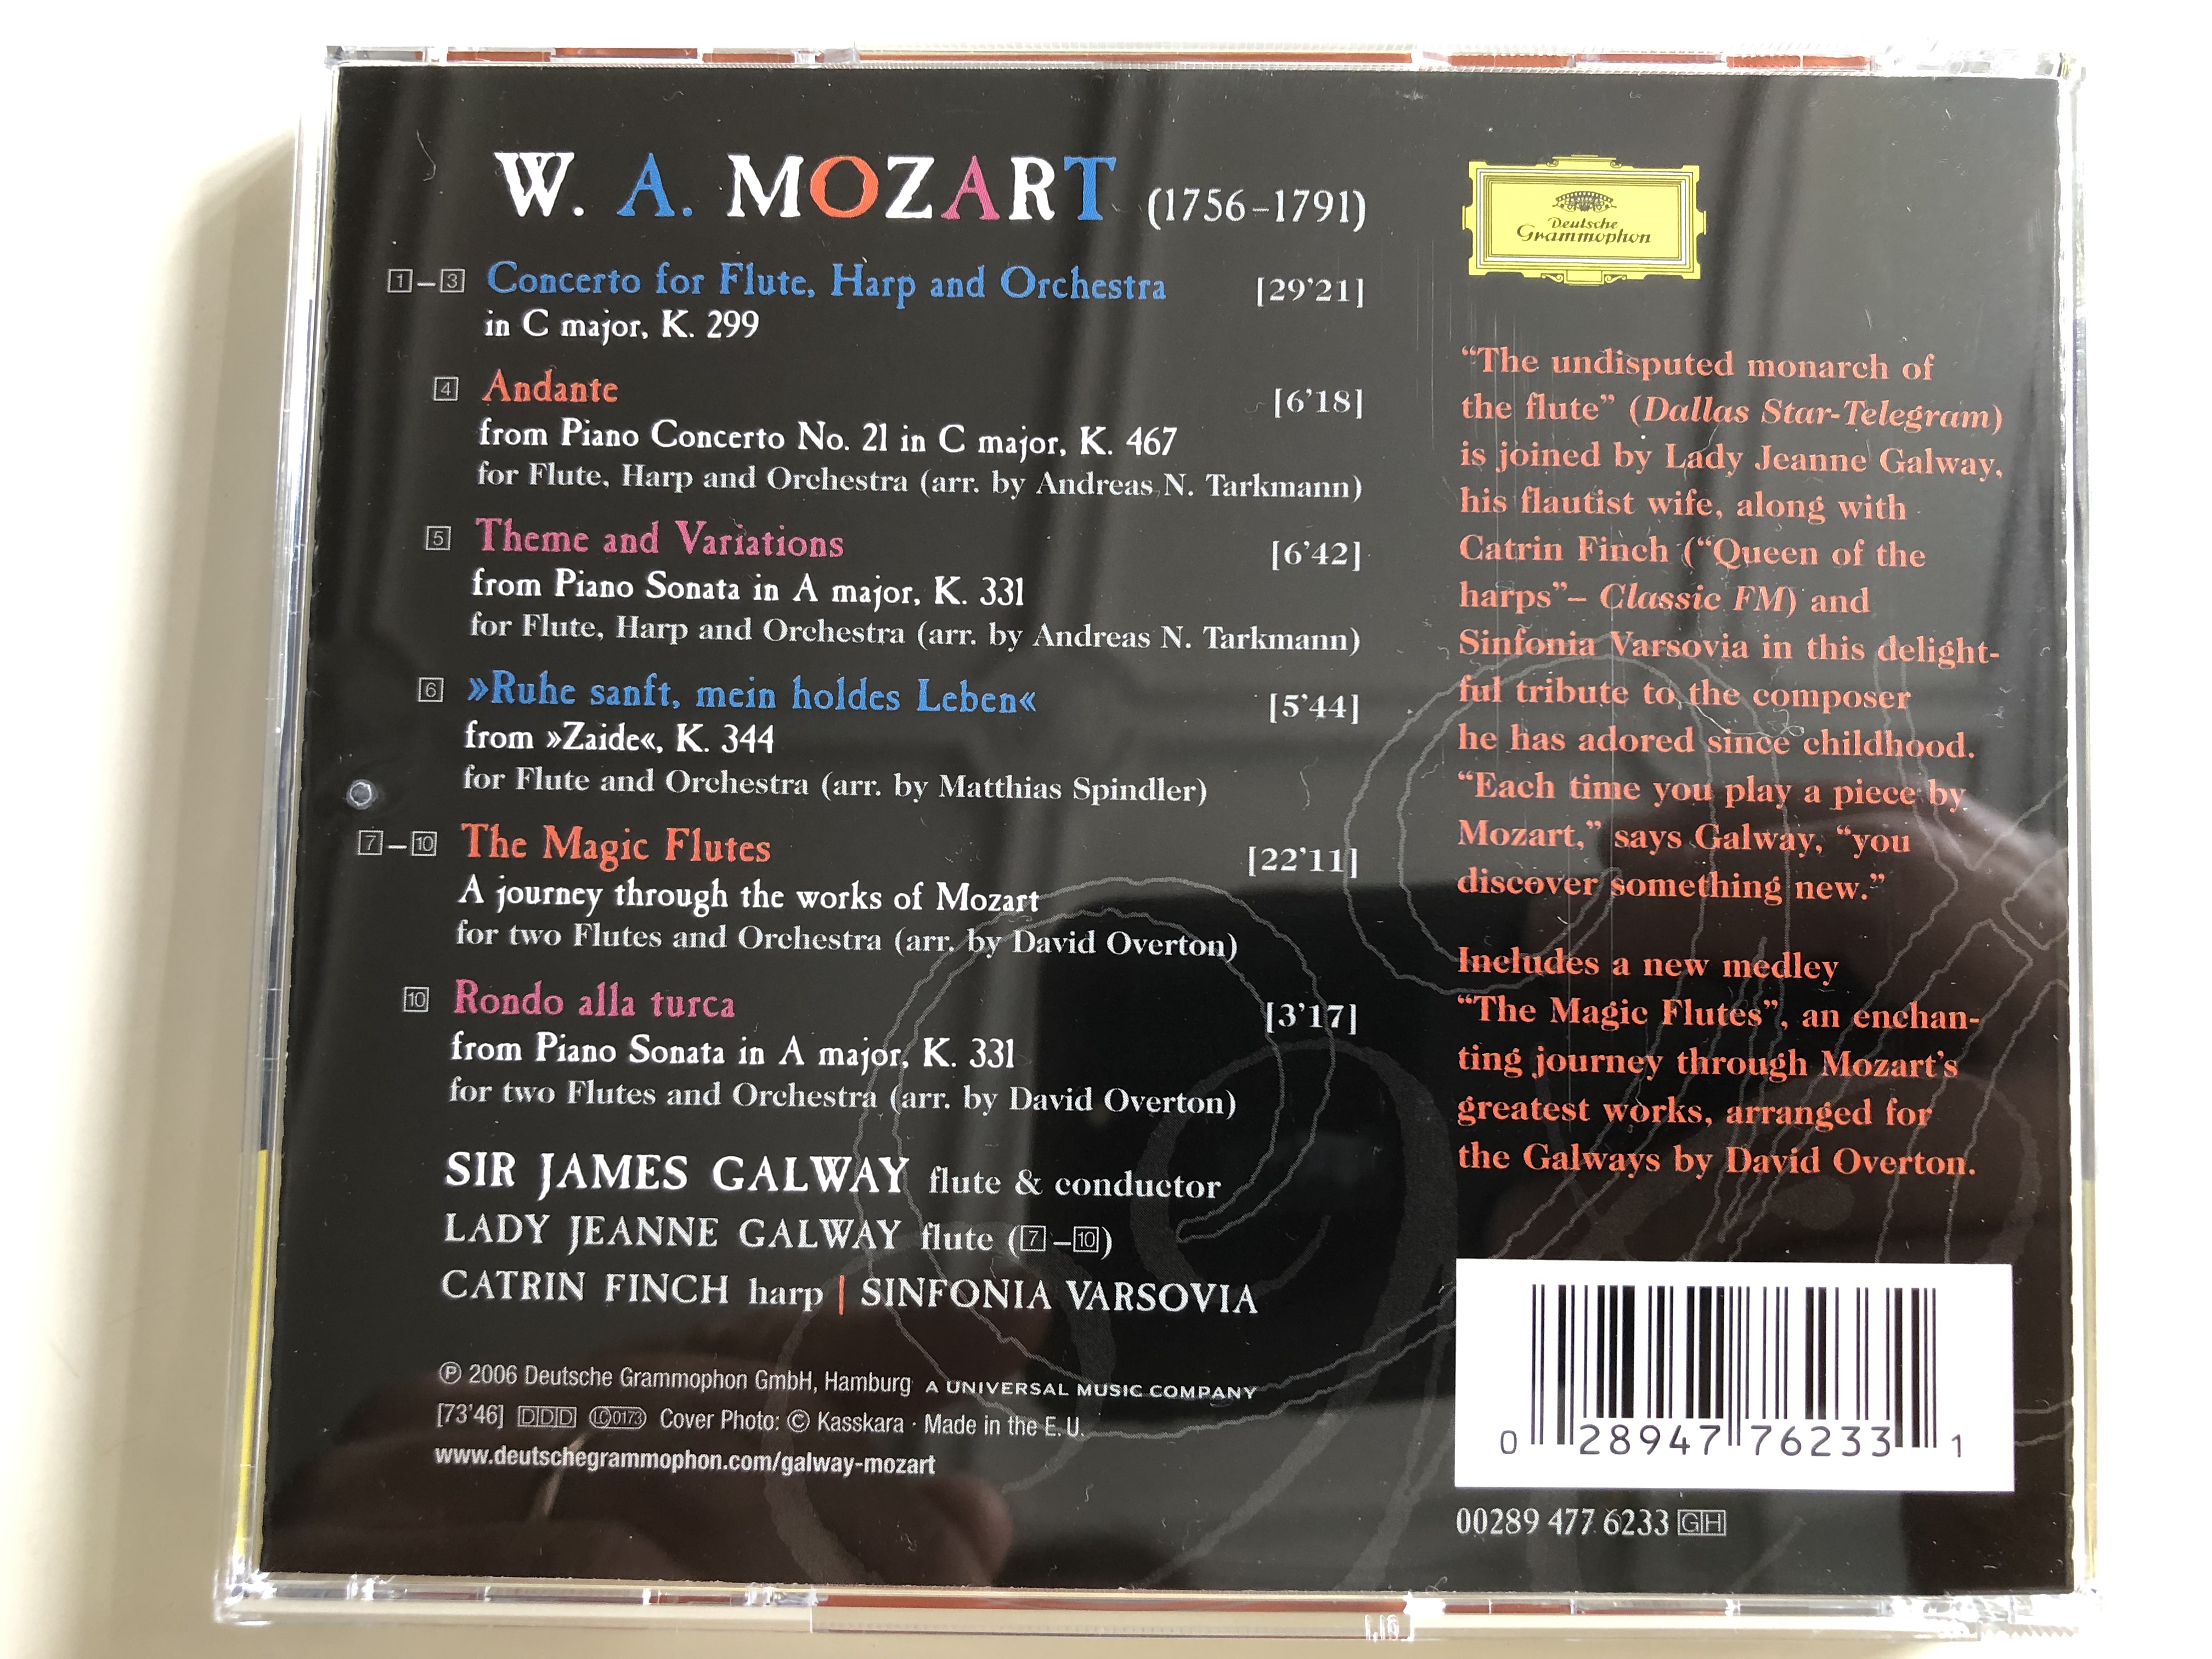 W. A. MOZART (1756–1791)
1–3 Concerto for Flute, Harp and Orchestra [29'21]
in C major, K. 299
4 Andante [6'18]
from Piano Concerto No. 21 in C major, K. 467
for Flute, Harp and Orchestra (arr. by Andreas N. Tarkmann)
5 Theme and Variations [6'42]
from Piano Sonata in A major, K. 331
for Flute, Harp and Orchestra (arr. by Andreas N. Tarkmann)
6 »Ruhe sanft, mein holdes Leben« [5'44]
from »Zaide«, K. 344
for Flute and Orchestra (arr. by Matthias Spindler)
7–10 The Magic Flutes [22'11]
A journey through the works of Mozart
for two Flutes and Orchestra (arr. by David Overton)
10 Rondo alla turca [3'17]
from Piano Sonata in A major, K. 331
for two Flutes and Orchestra (arr. by David Overton)
SIR JAMES GALWAY flute & conductor
LADY JEANNE GALWAY flute (7–10)
CATRIN FINCH harp | SINFONIA VARSOVIA
℗ 2006 Deutsche Grammophon GmbH, Hamburg A UNIVERSAL MUSIC COMPANY
[73'46] DDD LC0173 Cover Photo: © Kasskara · Made in the E. U.
www.deutschegrammophon.com/galway-mozart
Deutsche
Grammophon
“The undisputed monarch of
the flute” (Dallas Star-Telegram)
is joined by Lady Jeanne Galway,
his flautist wife, along with
Catrin Finch (“Queen of the
harps”– Classic FM) and
Sinfonia Varsovia in this delight-
ful tribute to the composer
he has adored since childhood.
“Each time you play a piece by
Mozart,” says Galway, “you
discover something new.”
Includes a new medley
“The Magic Flutes”, an enchan-
ting journey through Mozart’s
greatest works, arranged for
the Galways by David Overton.
0 28947 76233 1
00289 477 6233 GH